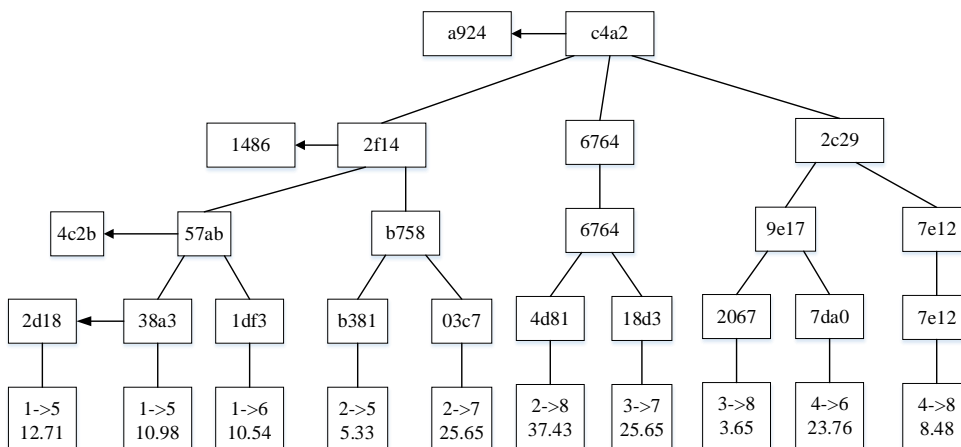 a924
c4a2
1486
2f14
6764
2c29
4c2b
57ab
b758
6764
9e17
7e12
2d18
38a3
1df3
b381
03c7
4d81
18d3
2067
7da0
7e12
1->5
12.71
1->5
10.98
1->6
10.54
2->5
5.33
2->7
25.65
2->8
37.43
3->7
25.65
3->8
3.65
4->6
23.76
4->8
8.48